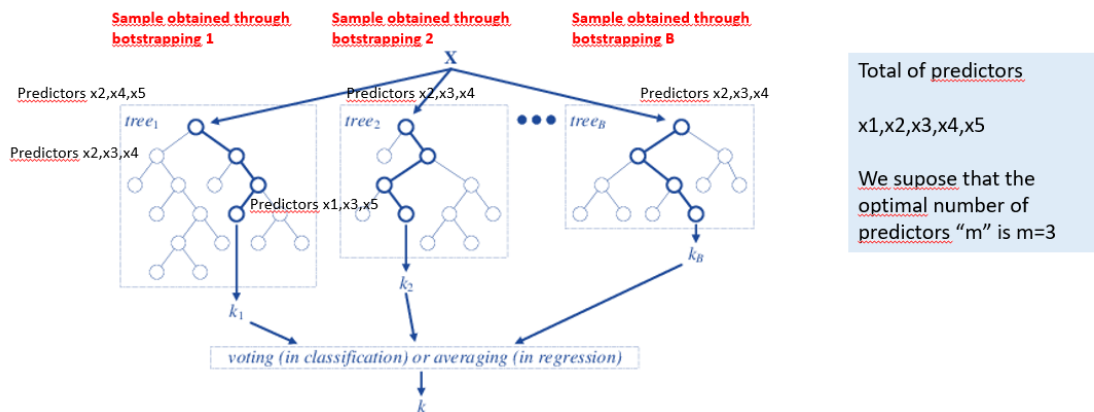 Sample obtained through
botstrapping 1
Sample obtained through
botstrapping 2
Sample obtained through
botstrapping B
X
Predictors x2,x4,x5
Predictors x2,x3,x4
Predictors x2,x3,x4
tree1
tree2
treeB
Predictors x2,x3,x4
Predictors x1,x3,x5
k1
k2
kB
voting (in classification) or averaging (in regression)
k
Total of predictors
x1,x2,x3,x4,x5
We supose that the
optimal number of
predictors “m” is m=3